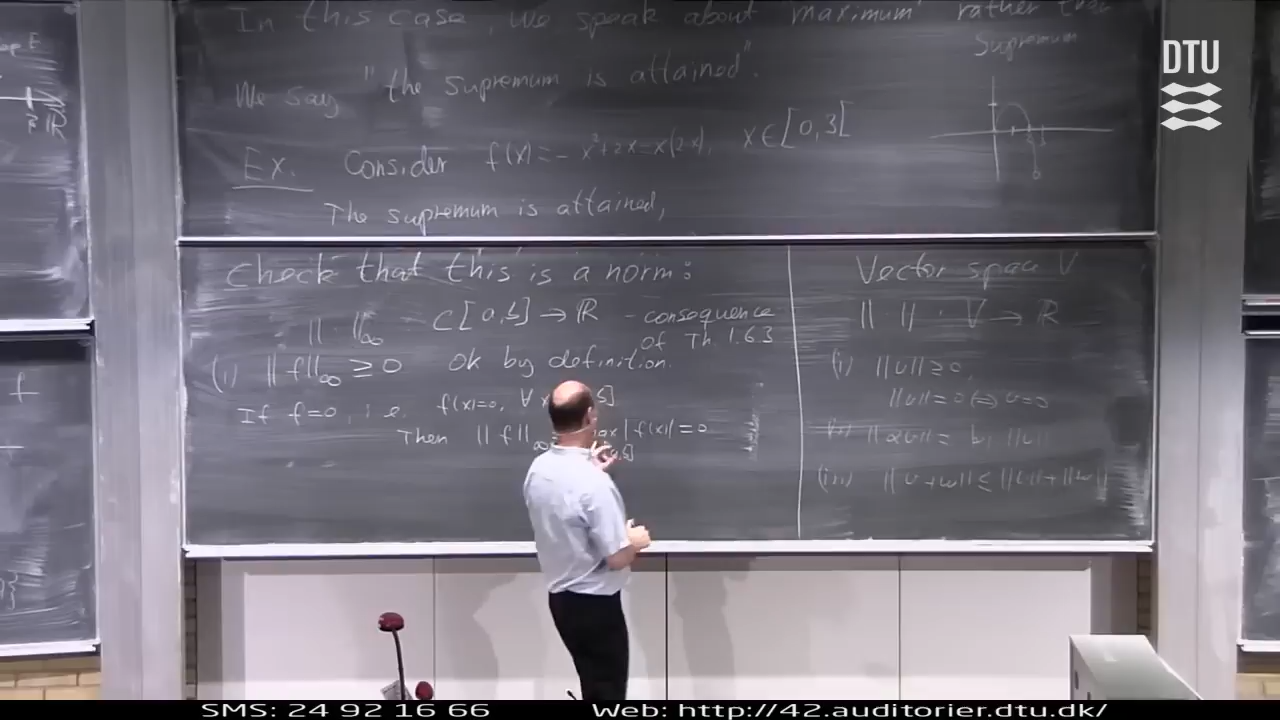 In this case, we speak about "maximum" rather than
supremum
We say "the supremum is attained".
Ex. Consider f(x) = -x²+2x = x(2-x), x∈[0,3[
The supremum is attained,
Check that this is a norm:
||·||∞ C[a,b] → ℝ - consequence
of Th. 1.6.3
(i) ||f||∞ ≥ 0 ok by definition.
If f=0, i.e. f(x)=0, ∀ x
Then ||f||∞ = max |f(x)| = 0
[a,b]
Vector space V
||·|| : V → ℝ
(i) ||v|| ≥ 0,
||v|| = 0 ⇔ v = 0
(ii) ||αv|| = ||v||
(iii) ||v+w|| ≤ ||v|| + ||w||
DTU
SMS: 24 92 16 66 Web: http://42.auditorier.dtu.dk/